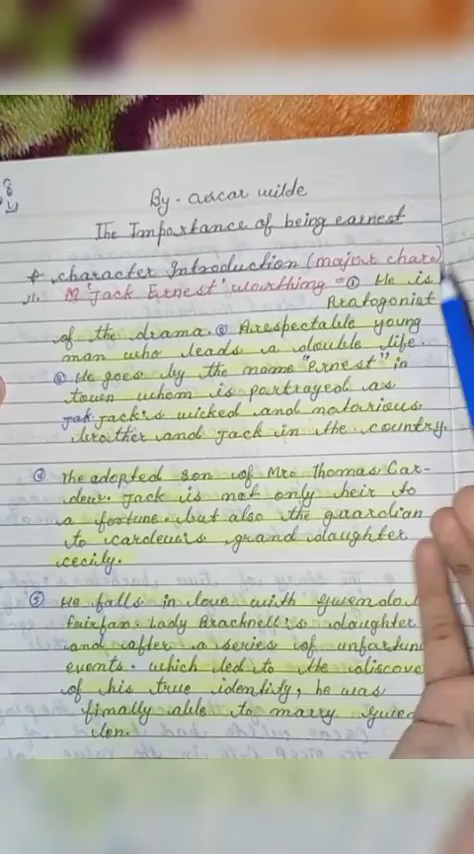 By - Oscar Wilde
The Importance of being earnest
* character Introduction (major chara)
1. M 'Jack Ernest' Worthing = ① He is
Protogonist
of the drama. ② A respectable young
man who leads a double life.
③ He goes by the name "Ernest" in
town whom is portrayed as
Jack's wicked and notorious
brother and Jack in the country.
④ The adopted son of Mr. Thomas Car-
dew. Jack is not only heir to
a fortune. but also the guardian
to cardew's grand daughter
cecily.
⑤ He falls in love with Gwendol
Fairfax. Lady Bracknell's daughter
and after a series of unfortun
events. which led to the discove
of his true identity, he was
finally able to marry Gwen
den.